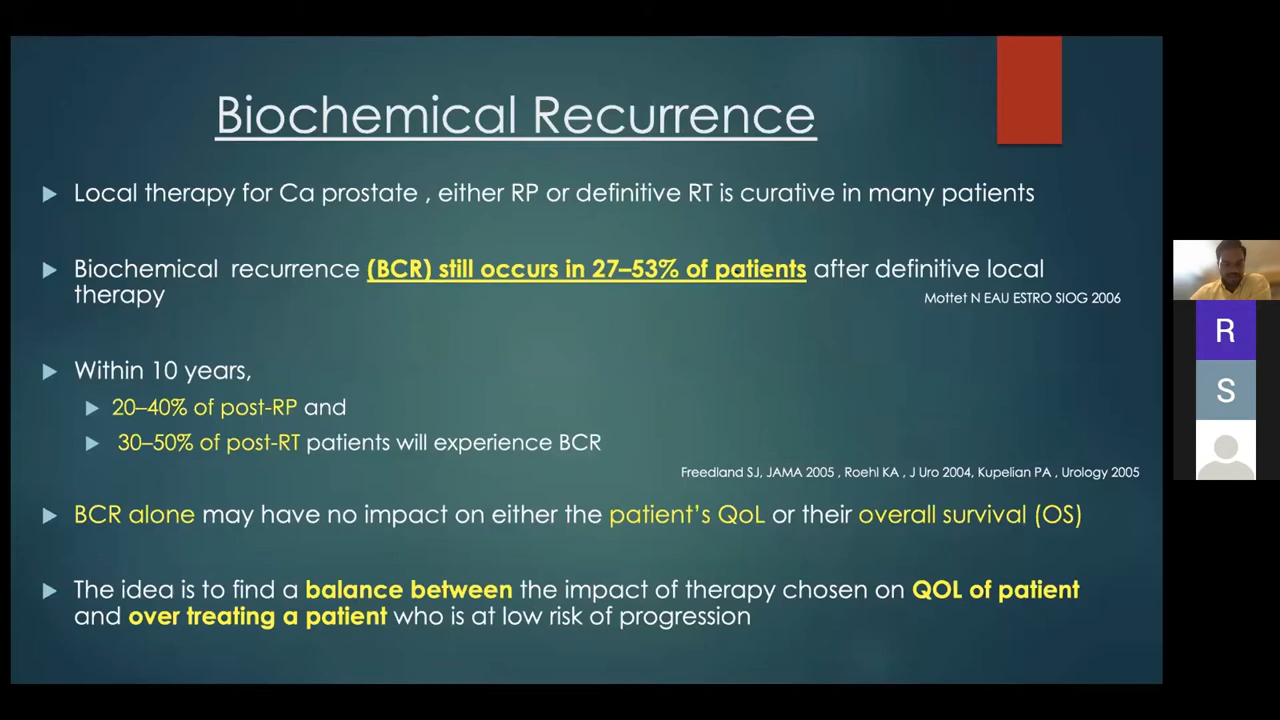 Biochemical Recurrence
Local therapy for Ca prostate , either RP or definitive RT is curative in many patients
Biochemical recurrence (BCR) still occurs in 27–53% of patients after definitive local
therapy
Mottet N EAU ESTRO SIOG 2006
Within 10 years,
20–40% of post-RP and
30–50% of post-RT patients will experience BCR
Freedland SJ, JAMA 2005 , Roehl KA , J Uro 2004, Kupelian PA , Urology 2005
BCR alone may have no impact on either the patient's QoL or their overall survival (OS)
The idea is to find a balance between the impact of therapy chosen on QOL of patient
and over treating a patient who is at low risk of progression
R
S